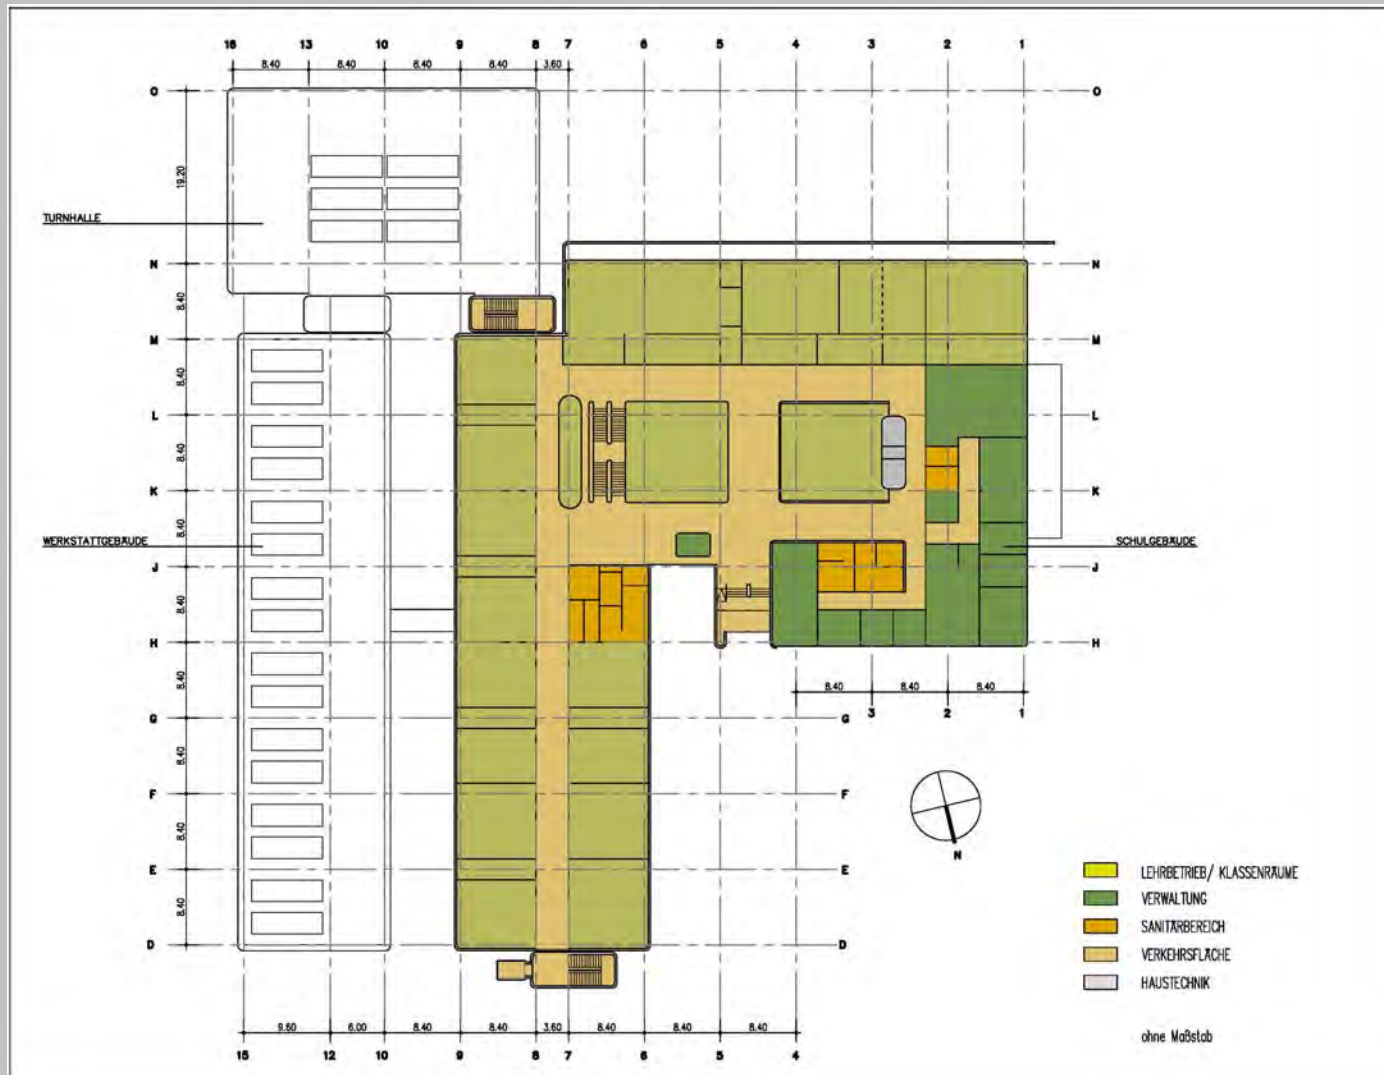 16 13 10 9 8 7 6 5 4 3 2 1
8.40 8.40 8.40 8.40 3.60
O O
19.20
TURNHALLE
N N
8.40
M M
8.40
L L
8.40
K K
8.40
WERKSTATTGEBÄUDE SCHULGEBÄUDE
J J
8.40
H H
8.40
8.40 8.40 8.40
3 2 1
G G
8.40
F F
8.40
N
E E
8.40
D D
LEHRBETRIEB/ KLASSENRÄUME
VERWALTUNG
SANITÄRBEREICH
VERKEHRSFLÄCHE
HAUSTECHNIK
ohne Maßstab
9.60 6.00 8.40 8.40 3.60 8.40 8.40 8.40
15 12 10 9 8 7 6 5 4